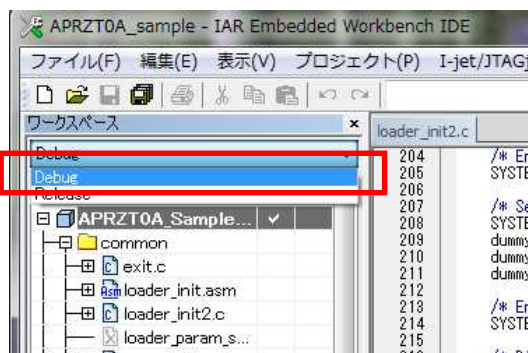 APRZT0A_sample - IAR Embedded Workbench IDE
ファイル(F) 編集(E) 表示(V) プロジェクト(P) I-jet/JTAGj
ワークスペース
loader_init2.c
Debug
Debug
Release
APRZT0A_Sample...
common
exit.c
loader_init.asm
loader_init2.c
loader_param_s...
204 /* En
205 SYSTE
206
207 /* Se
208 SYSTE
209 dummy
210 dummy
211 dummy
212
213 /* En
214 SYSTE
215